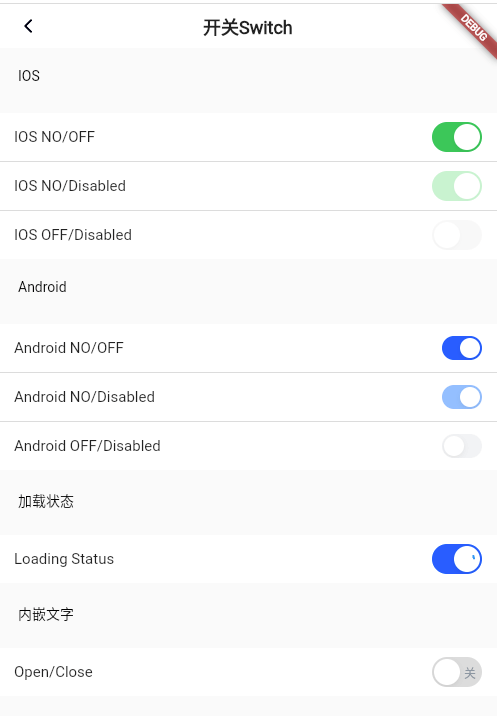 开关Switch
DEBUG
IOS
IOS NO/OFF
IOS NO/Disabled
IOS OFF/Disabled
Android
Android NO/OFF
Android NO/Disabled
Android OFF/Disabled
加载状态
Loading Status
内嵌文字
Open/Close
关